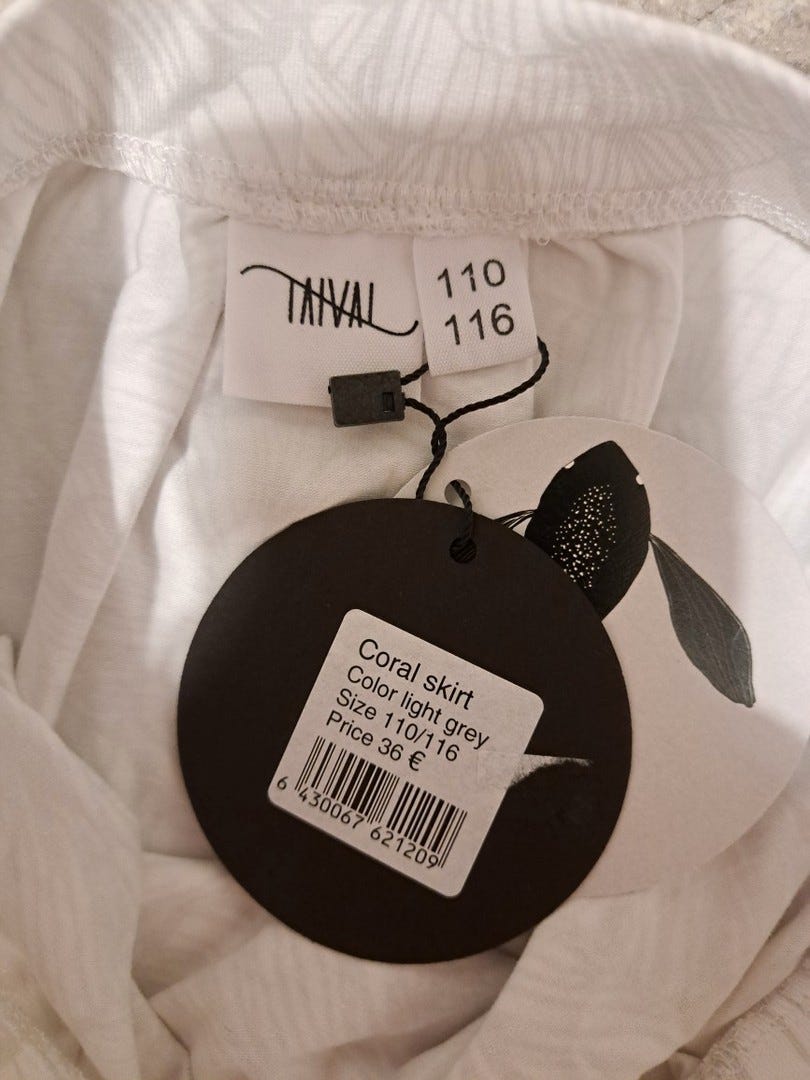 TAIVAL
110
116
Coral skirt
Color light grey
Size 110/116
Price 36 €
6 430067 621209